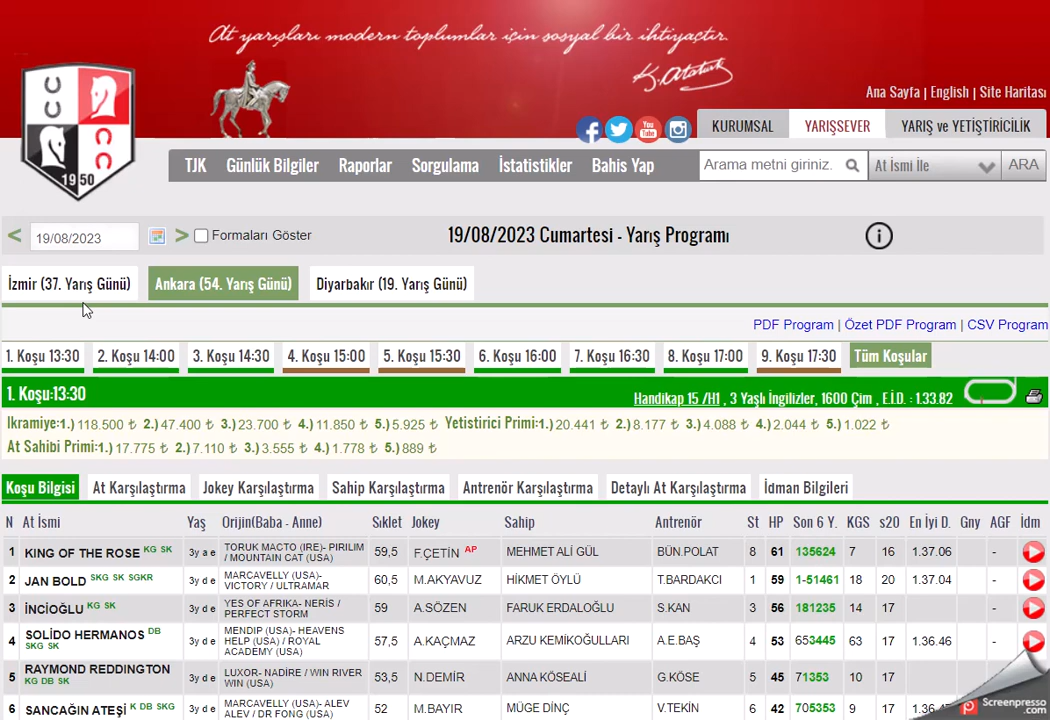 At yarışları modern toplumlar için sosyal bir ihtiyaçtır.
K. Atatürk
1950
Ana Sayfa | English | Site Haritası
You Tube
KURUMSAL YARIŞSEVER YARIŞ ve YETİŞTİRİCİLİK
TJK Günlük Bilgiler Raporlar Sorgulama İstatistikler Bahis Yap Arama metni giriniz. At İsmi İle ARA
< 19/08/2023 > Formaları Göster 19/08/2023 Cumartesi - Yarış Programı i
İzmir (37. Yarış Günü) Ankara (54. Yarış Günü) Diyarbakır (19. Yarış Günü)
PDF Program | Özet PDF Program | CSV Program
1. Koşu 13:30 2. Koşu 14:00 3. Koşu 14:30 4. Koşu 15:00 5. Koşu 15:30 6. Koşu 16:00 7. Koşu 16:30 8. Koşu 17:00 9. Koşu 17:30 Tüm Koşular
1. Koşu:13:30 Handikap 15 /H1 , 3 Yaşlı İngilizler, 1600 Çim , E.İ.D. : 1.33.82
Ikramiye:1.) 118.500 ₺ 2.) 47.400 ₺ 3.) 23.700 ₺ 4.) 11.850 ₺ 5.) 5.925 ₺ Yetistirici Primi:1.) 20.441 ₺ 2.) 8.177 ₺ 3.) 4.088 ₺ 4.) 2.044 ₺ 5.) 1.022 ₺
At Sahibi Primi:1.) 17.775 ₺ 2.) 7.110 ₺ 3.) 3.555 ₺ 4.) 1.778 ₺ 5.) 889 ₺
Koşu Bilgisi At Karşılaştırma Jokey Karşılaştırma Sahip Karşılaştırma Antrenör Karşılaştırma Detaylı At Karşılaştırma İdman Bilgileri
N At İsmi Yaş Orijin(Baba - Anne) Sıklet Jokey Sahip Antrenör St HP Son 6 Y. KGS s20 En İyi D. Gny AGF İdm
1 KING OF THE ROSE KG SK 3y a e TORUK MACTO (IRE)- PIRILIM / MOUNTAIN CAT (USA) 59,5 F.ÇETİN AP MEHMET ALİ GÜL BÜN.POLAT 8 61 135624 7 16 1.37.06 -
2 JAN BOLD SKG SK SGKR 3y d e MARCAVELLY (USA)- VICTORY / ULTRAMAR 60,5 M.AKYAVUZ HİKMET ÖYLÜ T.BARDAKCI 1 59 1-51461 18 20 1.37.04 -
3 İNCİOĞLU KG SK 3y d e YES OF AFRIKA- NERİS / PERFECT STORM 59 A.SÖZEN FARUK ERDALOĞLU S.KAN 3 56 181235 14 17 -
4 SOLİDO HERMANOS DB SKG SK 3y d e MENDIP (USA)- HEAVENS HELP (USA) / ROYAL ACADEMY (USA) 57,5 A.KAÇMAZ ARZU KEMİKOĞULLARI A.E.BAŞ 4 53 653445 63 17 1.36.46 -
5 RAYMOND REDDINGTON KG DB SK 3y d e LUXOR- NADİRE / WIN RIVER WIN (USA) 53,5 N.DEMİR ANNA KÖSEALİ G.KÖSE 5 45 71353 10 17
6 SANCAĞIN ATEŞİ K DB SKG 3y d e MARCAVELLY (USA)- ALEV ALEV / DR FONG (USA) 52 M.BAYIR MÜGE DİNÇ V.TEKİN 6 42 705353 9 17
Screenpresso
.com